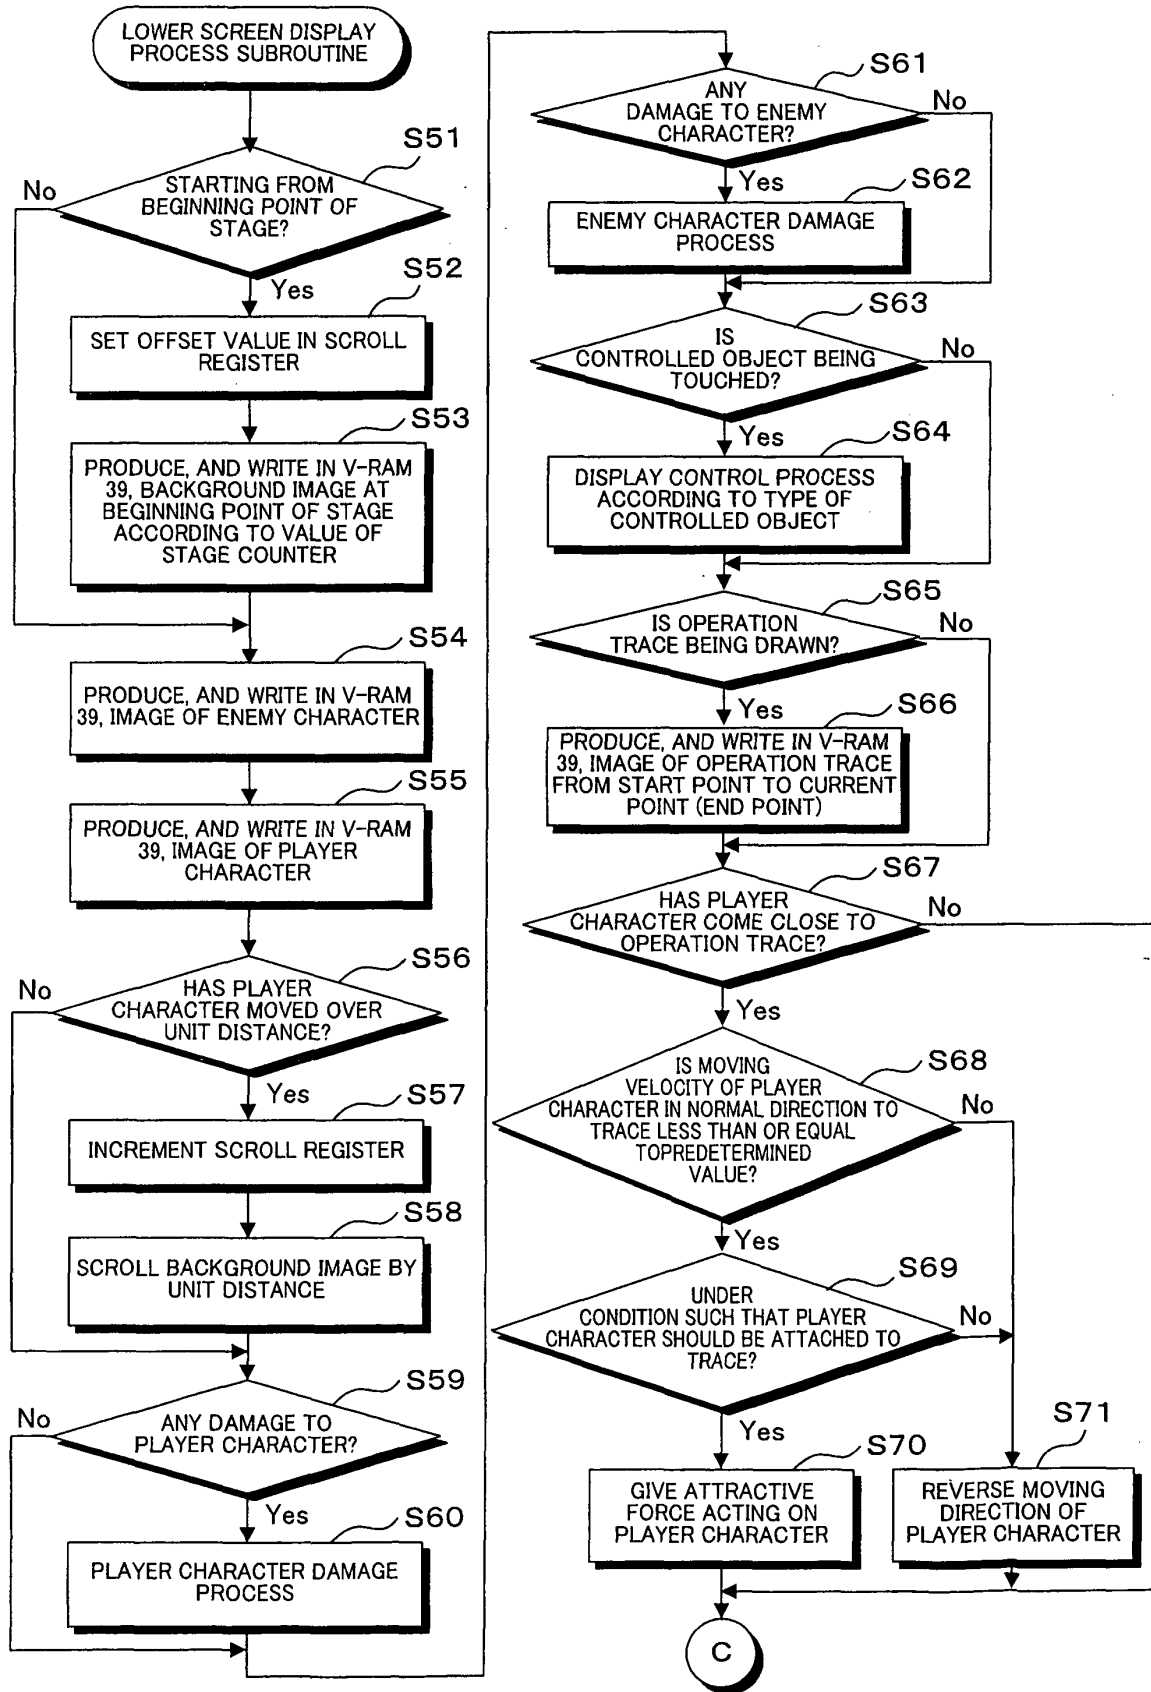 LOWER SCREEN DISPLAY
PROCESS SUBROUTINE
S51
STARTING FROM
BEGINNING POINT OF
STAGE?
No
Yes
S52
SET OFFSET VALUE IN SCROLL
REGISTER
S53
PRODUCE, AND WRITE IN V-RAM
39, BACKGROUND IMAGE AT
BEGINNING POINT OF STAGE
ACCORDING TO VALUE OF
STAGE COUNTER
S54
PRODUCE, AND WRITE IN V-RAM
39, IMAGE OF ENEMY CHARACTER
S55
PRODUCE, AND WRITE IN V-RAM
39, IMAGE OF PLAYER
CHARACTER
S56
No
HAS PLAYER
CHARACTER MOVED OVER
UNIT DISTANCE?
Yes
S57
INCREMENT SCROLL REGISTER
S58
SCROLL BACKGROUND IMAGE BY
UNIT DISTANCE
S59
No
ANY DAMAGE TO
PLAYER CHARACTER?
Yes
S60
PLAYER CHARACTER DAMAGE
PROCESS
S61
ANY
DAMAGE TO ENEMY
CHARACTER?
No
Yes
S62
ENEMY CHARACTER DAMAGE
PROCESS
S63
IS
CONTROLLED OBJECT BEING
TOUCHED?
No
Yes
S64
DISPLAY CONTROL PROCESS
ACCORDING TO TYPE OF
CONTROLLED OBJECT
S65
IS OPERATION
TRACE BEING DRAWN?
No
Yes
S66
PRODUCE, AND WRITE IN V-RAM
39, IMAGE OF OPERATION TRACE
FROM START POINT TO CURRENT
POINT (END POINT)
S67
HAS PLAYER
CHARACTER COME CLOSE TO
OPERATION TRACE?
No
Yes
S68
IS MOVING
VELOCITY OF PLAYER
CHARACTER IN NORMAL DIRECTION TO
TRACE LESS THAN OR EQUAL
TOPREDETERMINED
VALUE?
No
Yes
S69
UNDER
CONDITION SUCH THAT PLAYER
CHARACTER SHOULD BE ATTACHED TO
TRACE?
No
Yes
S70
GIVE ATTRACTIVE
FORCE ACTING ON
PLAYER CHARACTER
S71
REVERSE MOVING
DIRECTION OF
PLAYER CHARACTER
C